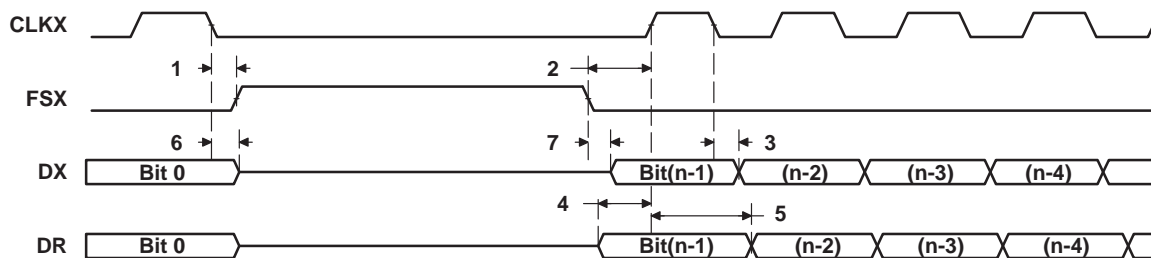 CLKX
1
2
FSX
6
7
3
DX
Bit 0
Bit(n-1)
(n-2)
(n-3)
(n-4)
4
5
DR
Bit 0
Bit(n-1)
(n-2)
(n-3)
(n-4)